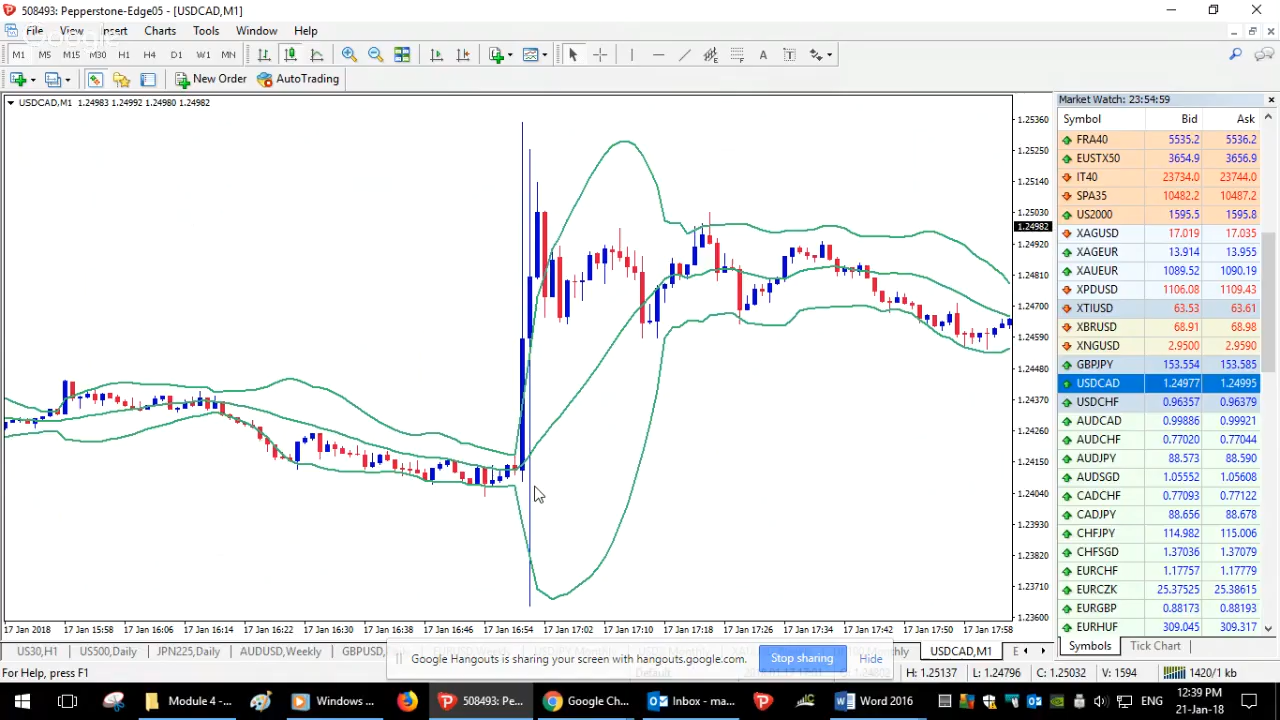 508493: Pepperstone-Edge05 - [USDCAD,M1]
File View Insert Charts Tools Window Help
M1 M5 M15 M30 H1 H4 D1 W1 MN
A T
New Order AutoTrading
USDCAD,M1 1.24983 1.24992 1.24980 1.24982
1.25360
1.25250
1.25140
1.25030
1.24982
1.24920
1.24810
1.24700
1.24590
1.24480
1.24370
1.24260
1.24150
1.24040
1.23930
1.23820
1.23710
1.23600
17 Jan 2018 17 Jan 15:58 17 Jan 16:06 17 Jan 16:14 17 Jan 16:22 17 Jan 16:30 17 Jan 16:38 17 Jan 16:46 17 Jan 16:54 17 Jan 17:02 17 Jan 17:10 17 Jan 17:18 17 Jan 17:26 17 Jan 17:34 17 Jan 17:42 17 Jan 17:50 17 Jan 17:58
Market Watch: 23:54:59
Symbol Bid Ask
FRA40 5535.2 5536.2
EUSTX50 3654.9 3656.9
IT40 23734.0 23744.0
SPA35 10482.2 10487.2
US2000 1595.5 1595.8
XAGUSD 17.019 17.035
XAGEUR 13.914 13.955
XAUEUR 1089.52 1090.19
XPDUSD 1106.08 1109.43
XTIUSD 63.53 63.61
XBRUSD 68.91 68.98
XNGUSD 2.9500 2.9590
GBPJPY 153.554 153.585
USDCAD 1.24977 1.24995
USDCHF 0.96357 0.96379
AUDCAD 0.99886 0.99921
AUDCHF 0.77020 0.77044
AUDJPY 88.573 88.590
AUDSGD 1.05552 1.05608
CADCHF 0.77093 0.77122
CADJPY 88.656 88.678
CHFJPY 114.982 115.006
CHFSGD 1.37036 1.37079
EURCHF 1.17757 1.17779
EURCZK 25.37525 25.38615
EURGBP 0.88173 0.88193
EURHUF 309.045 309.317
Symbols Tick Chart
US30,H1 US500,Daily JPN225,Daily AUDUSD,Weekly USDCAD,M1
Google Hangouts is sharing your screen with hangouts.google.com. Stop sharing Hide
For Help, press F1 Default H: 1.25137 L: 1.24796 C: 1.25032 V: 1594 1420/1 kb
Module 4 -... Windows ... 508493: Pe... Google Ch... Inbox - ma... Word 2016 ENG 12:39 PM
21-Jan-18